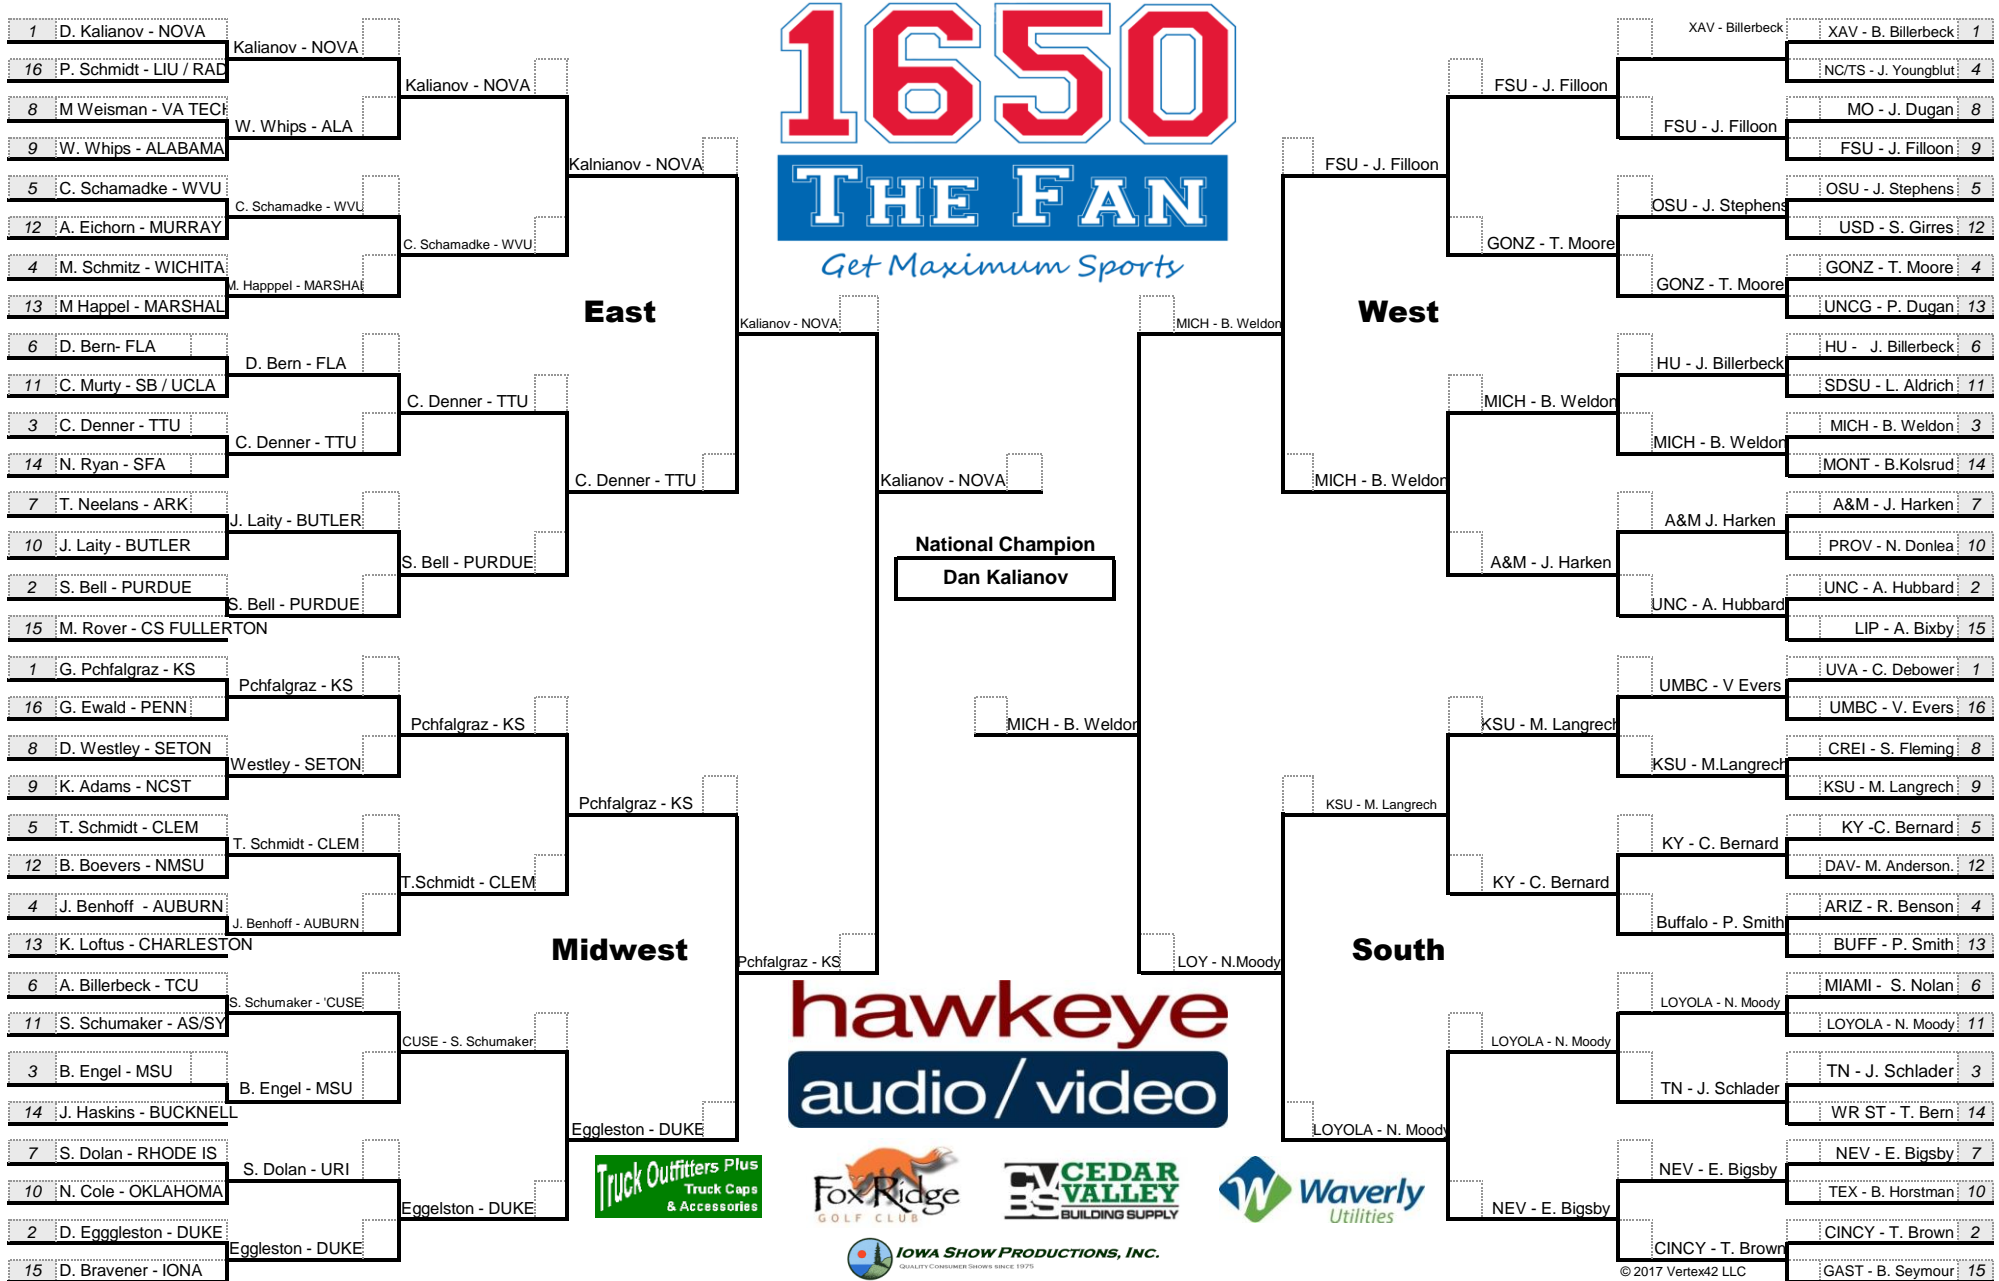 1 D. Kalianov - NOVA
16 P. Schmidt - LIU / RAD
8 M Weisman - VA TECH
9 W. Whips - ALABAMA
5 C. Schamadke - WVU
12 A. Eichorn - MURRAY
4 M. Schmitz - WICHITA
13 M Happel - MARSHAL
6 D. Bern- FLA
11 C. Murty - SB / UCLA
3 C. Denner - TTU
14 N. Ryan - SFA
7 T. Neelans - ARK
10 J. Laity - BUTLER
2 S. Bell - PURDUE
15 M. Rover - CS FULLERTON
1 G. Pchfalgraz - KS
16 G. Ewald - PENN
8 D. Westley - SETON
9 K. Adams - NCST
5 T. Schmidt - CLEM
12 B. Boevers - NMSU
4 J. Benhoff - AUBURN
13 K. Loftus - CHARLESTON
6 A. Billerbeck - TCU
11 S. Schumaker - AS/SY
3 B. Engel - MSU
14 J. Haskins - BUCKNELL
7 S. Dolan - RHODE IS
10 N. Cole - OKLAHOMA
2 D. Egggleston - DUKE
15 D. Bravener - IONA
Kalianov - NOVA
W. Whips - ALA
C. Schamadke - WVU
M. Happpel - MARSHAL
D. Bern - FLA
C. Denner - TTU
J. Laity - BUTLER
S. Bell - PURDUE
Pchfalgraz - KS
Westley - SETON
T. Schmidt - CLEM
J. Benhoff - AUBURN
S. Schumaker - 'CUSE
B. Engel - MSU
S. Dolan - URI
Eggleston - DUKE
Kalianov - NOVA
C. Schamadke - WVU
C. Denner - TTU
S. Bell - PURDUE
Pchfalgraz - KS
T.Schmidt - CLEM
CUSE - S. Schumaker
Eggelston - DUKE
Kalnianov - NOVA
C. Denner - TTU
Pchfalgraz - KS
Eggleston - DUKE
East
Midwest
Kalianov - NOVA
Pchfalgraz - KS
1650
THE FAN
Get Maximum Sports
Kalianov - NOVA
National Champion
Dan Kalianov
MICH - B. Weldon
hawkeye
audio/video
Truck Outfitters Plus
Truck Caps
& Accessories
Fox Ridge
GOLF CLUB
CVBS
CEDAR
VALLEY
BUILDING SUPPLY
Waverly
Utilities
IOWA SHOW PRODUCTIONS, INC.
QUALITY CONSUMER SHOWS SINCE 1975
MICH - B. Weldon
LOY - N.Moody
West
South
FSU - J. Filloon
MICH - B. Weldon
KSU - M. Langrech
LOYOLA - N. Moody
FSU - J. Filloon
GONZ - T. Moore
MICH - B. Weldon
A&M - J. Harken
KSU - M. Langrech
KY - C. Bernard
LOYOLA - N. Moody
NEV - E. Bigsby
XAV - Billerbeck
FSU - J. Filloon
OSU - J. Stephens
GONZ - T. Moore
HU - J. Billerbeck
MICH - B. Weldon
A&M J. Harken
UNC - A. Hubbard
UMBC - V Evers
KSU - M.Langrech
KY - C. Bernard
Buffalo - P. Smith
LOYOLA - N. Moody
TN - J. Schlader
NEV - E. Bigsby
CINCY - T. Brown
XAV - B. Billerbeck 1
NC/TS - J. Youngblut 4
MO - J. Dugan 8
FSU - J. Filloon 9
OSU - J. Stephens 5
USD - S. Girres 12
GONZ - T. Moore 4
UNCG - P. Dugan 13
HU - J. Billerbeck 6
SDSU - L. Aldrich 11
MICH - B. Weldon 3
MONT - B.Kolsrud 14
A&M - J. Harken 7
PROV - N. Donlea 10
UNC - A. Hubbard 2
LIP - A. Bixby 15
UVA - C. Debower 1
UMBC - V. Evers 16
CREI - S. Fleming 8
KSU - M. Langrech 9
KY -C. Bernard 5
DAV- M. Anderson. 12
ARIZ - R. Benson 4
BUFF - P. Smith 13
MIAMI - S. Nolan 6
LOYOLA - N. Moody 11
TN - J. Schlader 3
WR ST - T. Bern 14
NEV - E. Bigsby 7
TEX - B. Horstman 10
CINCY - T. Brown 2
GAST - B. Seymour 15
© 2017 Vertex42 LLC